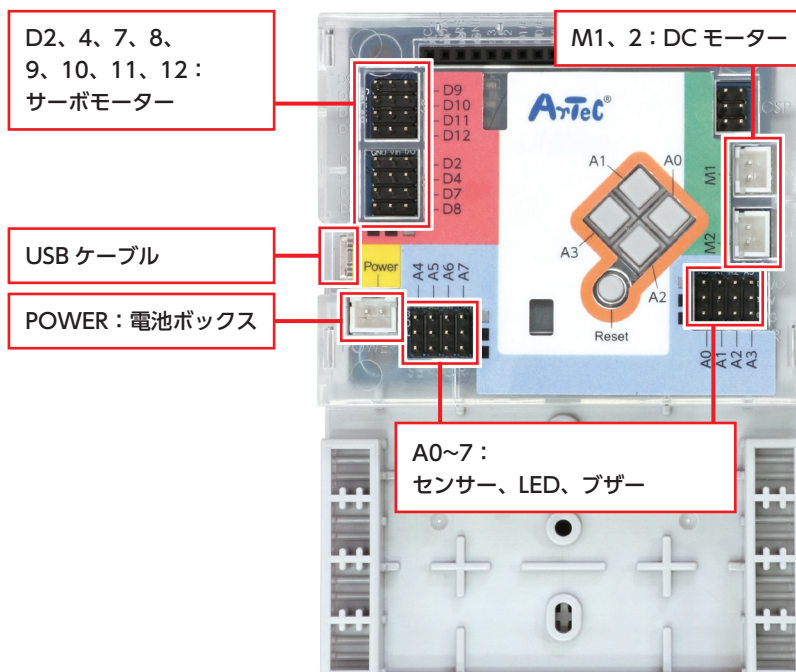 D2、4、7、8、
9、10、11、12：
サーボモーター
M1、2：DC モーター
D9
D10
D11
D12
D2
D4
D7
D8
ArTeC®
A1
A0
A3
A2
Reset
M1
M2
USB ケーブル
Power
POWER：電池ボックス
A4
A5
A6
A7
A0
A1
A2
A3
A0~7：
センサー、LED、ブザー